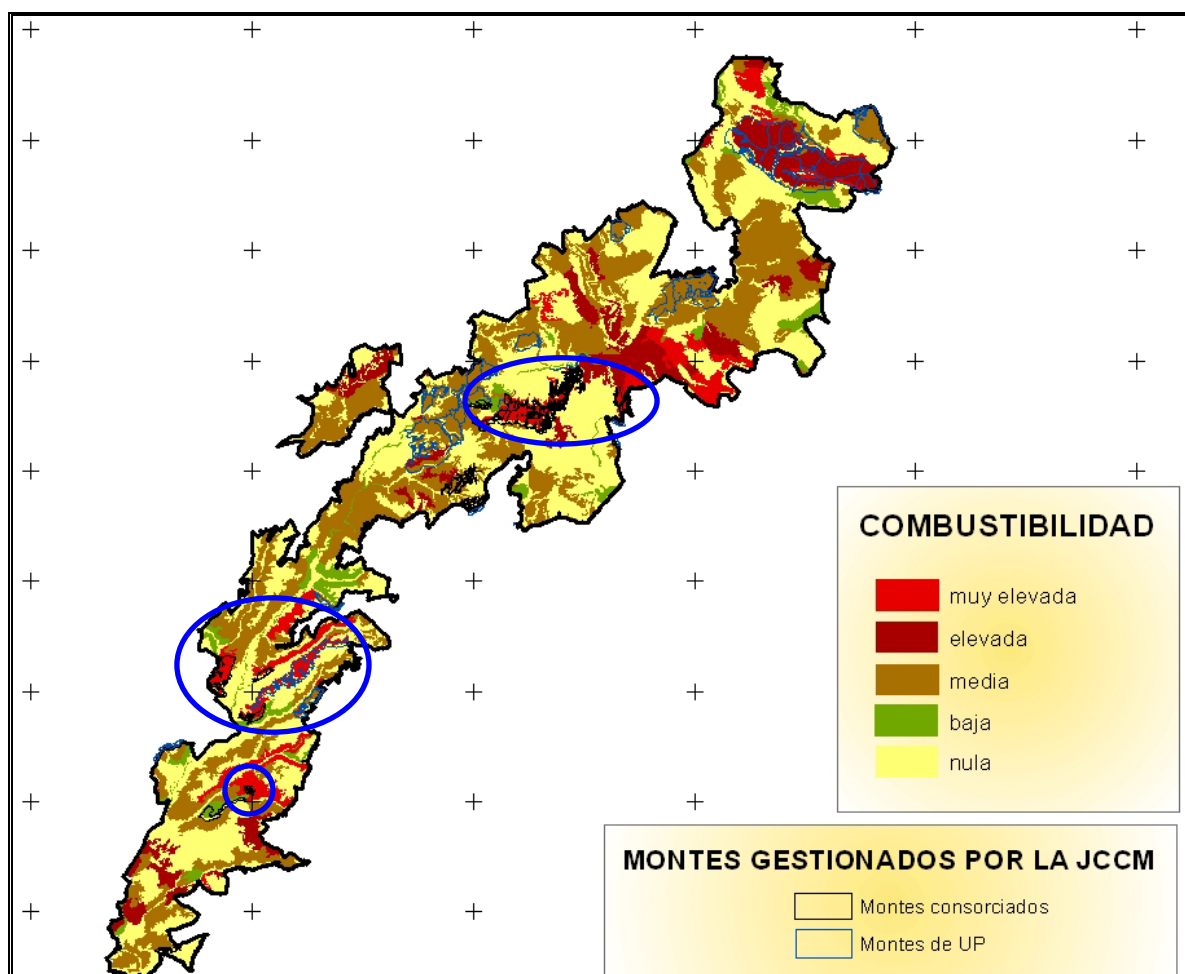 COMBUSTIBILIDAD
muy elevada
elevada
media
baja
nula
MONTES GESTIONADOS POR LA JCCM
Montes consorciados
Montes de UP